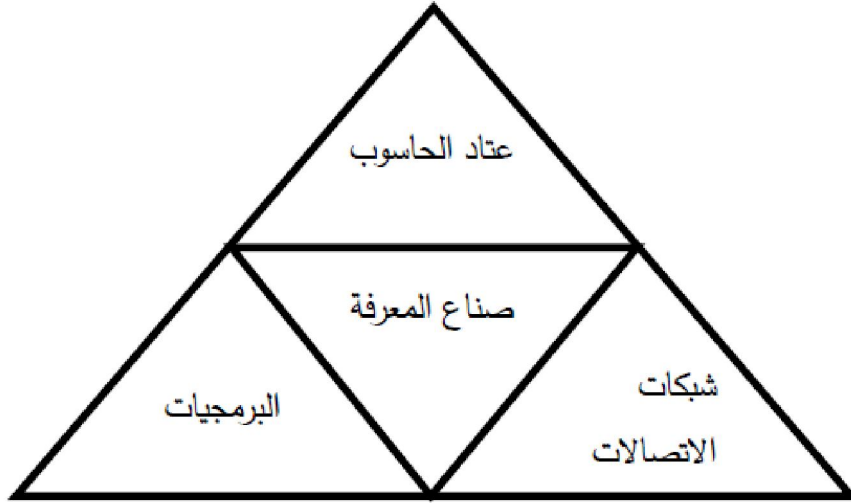 عتاد الحاسوب
صناع المعرفة
شبكات
الاتصالات
البرمجيات